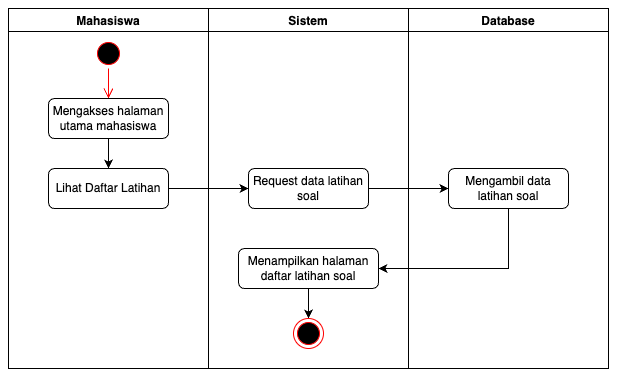 Mahasiswa
Sistem
Database
Mengakses halaman
utama mahasiswa
Lihat Daftar Latihan
Request data latihan
soal
Mengambil data
latihan soal
Menampilkan halaman
daftar latihan soal